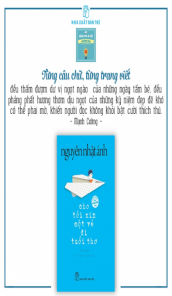 NHÀ XUẤT BẢN TRẺ
Từng câu chữ, từng trang viết
đều thấm đượm dư vị ngọt ngào của những ngày tấm bé, đều
phảng phất hương thơm dịu ngọt của những kỷ niệm đẹp đẽ khó
có thể phai mờ, khiến người đọc không khỏi bật cười thích thú.
- Mạnh Cường -
nguyễn nhật ánh
cho
tôi xin
một vé
đi
tuổi thơ